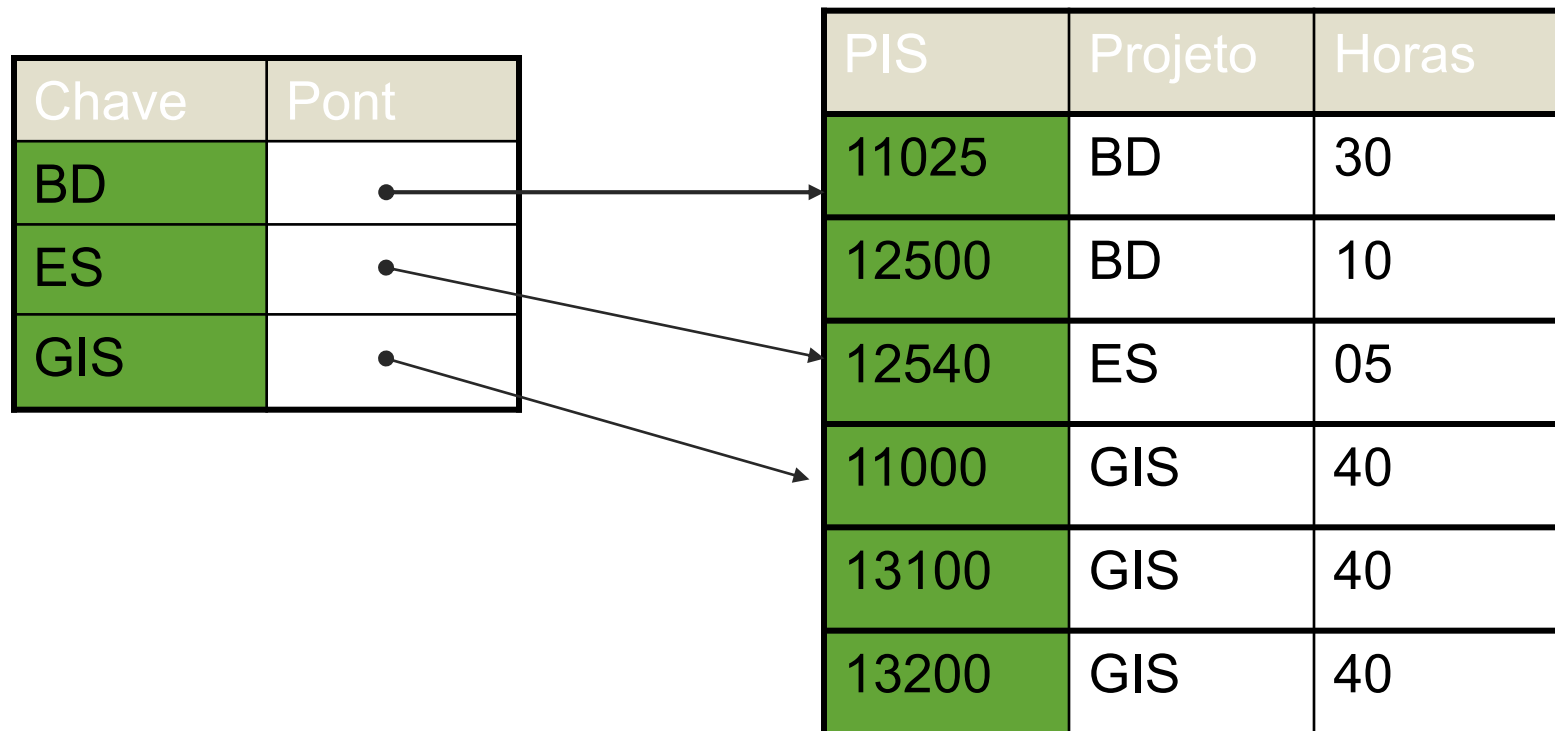 Chave Pont
BD
ES
GIS
PIS Projeto Horas
11025 BD 30
12500 BD 10
12540 ES 05
11000 GIS 40
13100 GIS 40
13200 GIS 40